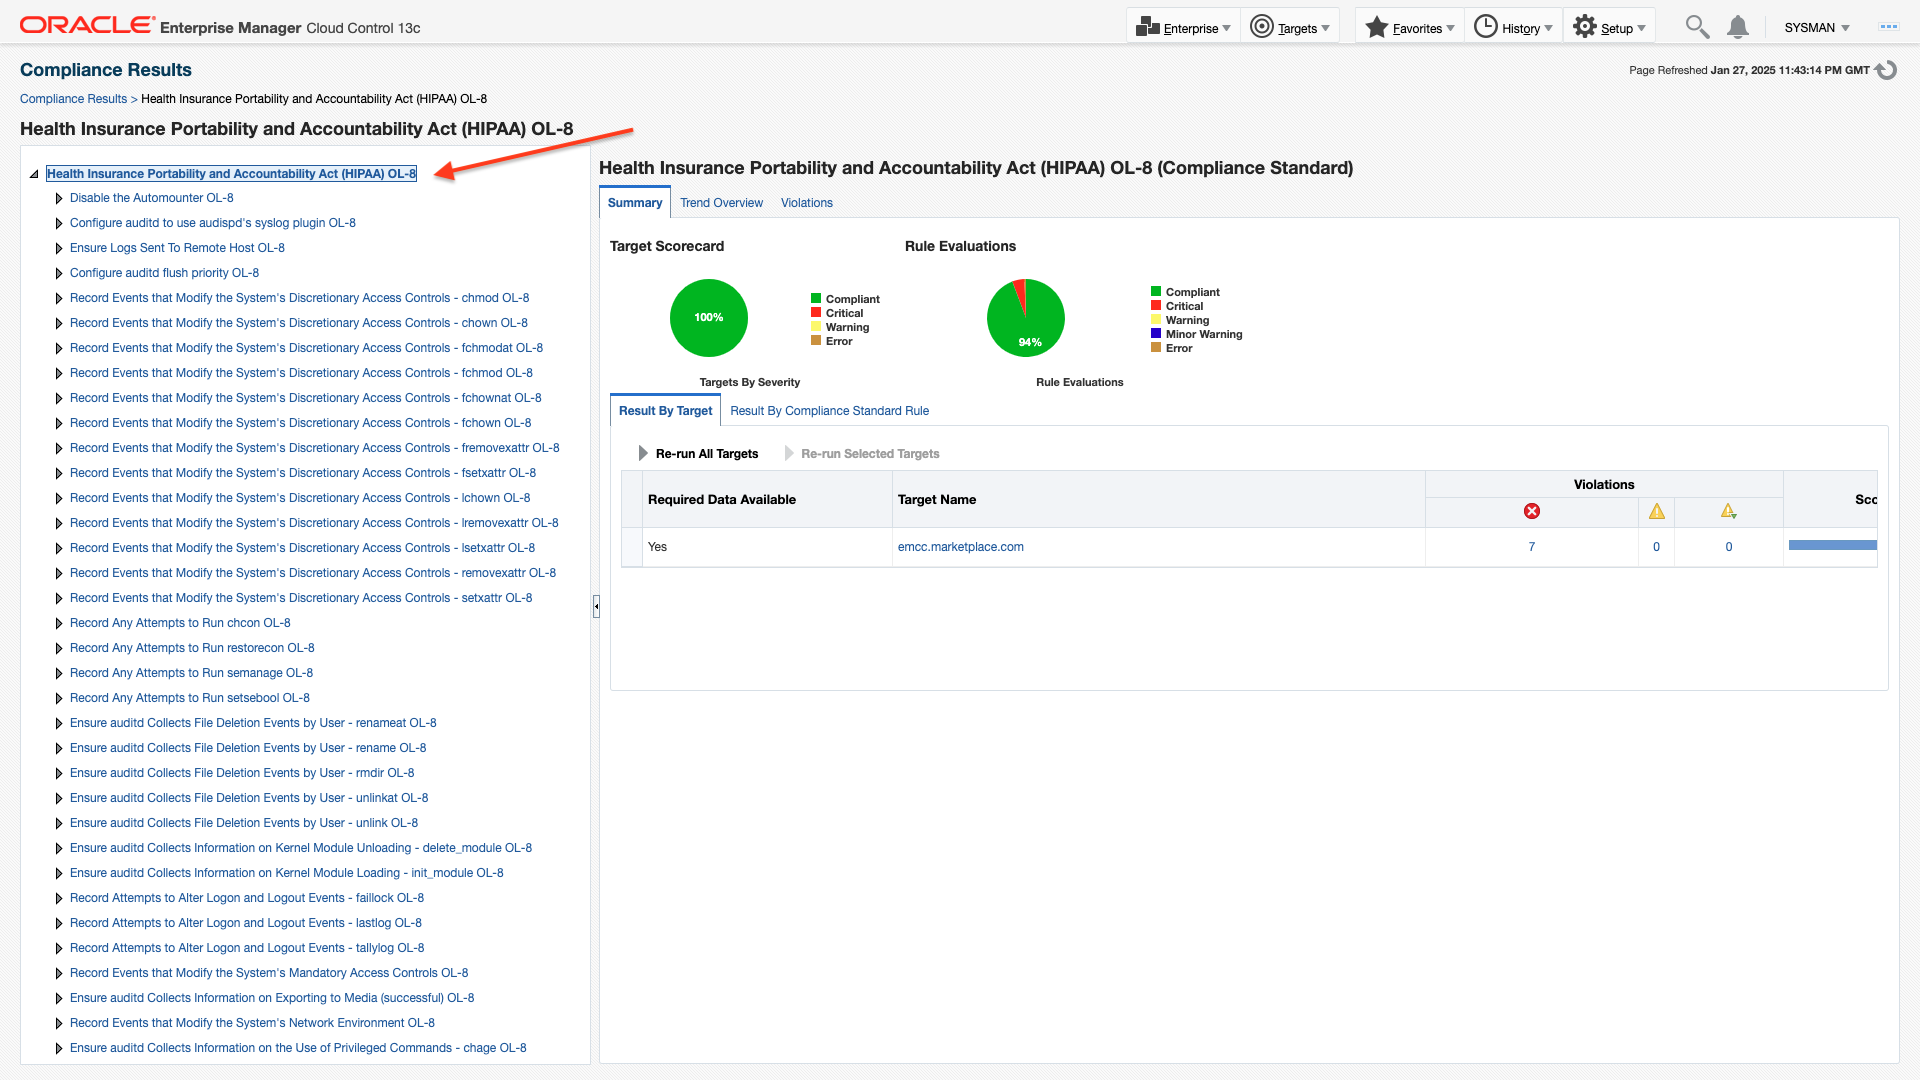 ORACLE Enterprise Manager Cloud Control 13c
Enterprise
Targets
Favorites
History
Setup
SYSMAN
Compliance Results
Page Refreshed Jan 27, 2025 11:43:14 PM GMT
Compliance Results > Health Insurance Portability and Accountability Act (HIPAA) OL-8
Health Insurance Portability and Accountability Act (HIPAA) OL-8
Health Insurance Portability and Accountability Act (HIPAA) OL-8
Disable the Automounter OL-8
Configure auditd to use audispd's syslog plugin OL-8
Ensure Logs Sent To Remote Host OL-8
Configure auditd flush priority OL-8
Record Events that Modify the System's Discretionary Access Controls - chmod OL-8
Record Events that Modify the System's Discretionary Access Controls - chown OL-8
Record Events that Modify the System's Discretionary Access Controls - fchmodat OL-8
Record Events that Modify the System's Discretionary Access Controls - fchmod OL-8
Record Events that Modify the System's Discretionary Access Controls - fchownat OL-8
Record Events that Modify the System's Discretionary Access Controls - fchown OL-8
Record Events that Modify the System's Discretionary Access Controls - fremovexattr OL-8
Record Events that Modify the System's Discretionary Access Controls - fsetxattr OL-8
Record Events that Modify the System's Discretionary Access Controls - lchown OL-8
Record Events that Modify the System's Discretionary Access Controls - lremovexattr OL-8
Record Events that Modify the System's Discretionary Access Controls - lsetxattr OL-8
Record Events that Modify the System's Discretionary Access Controls - removexattr OL-8
Record Events that Modify the System's Discretionary Access Controls - setxattr OL-8
Record Any Attempts to Run chcon OL-8
Record Any Attempts to Run restorecon OL-8
Record Any Attempts to Run semanage OL-8
Record Any Attempts to Run setsebool OL-8
Ensure auditd Collects File Deletion Events by User - renameat OL-8
Ensure auditd Collects File Deletion Events by User - rename OL-8
Ensure auditd Collects File Deletion Events by User - rmdir OL-8
Ensure auditd Collects File Deletion Events by User - unlinkat OL-8
Ensure auditd Collects File Deletion Events by User - unlink OL-8
Ensure auditd Collects Information on Kernel Module Unloading - delete_module OL-8
Ensure auditd Collects Information on Kernel Module Loading - init_module OL-8
Record Attempts to Alter Logon and Logout Events - faillock OL-8
Record Attempts to Alter Logon and Logout Events - lastlog OL-8
Record Attempts to Alter Logon and Logout Events - tallylog OL-8
Record Events that Modify the System's Mandatory Access Controls OL-8
Ensure auditd Collects Information on Exporting to Media (successful) OL-8
Record Events that Modify the System's Network Environment OL-8
Ensure auditd Collects Information on the Use of Privileged Commands - chage OL-8
Health Insurance Portability and Accountability Act (HIPAA) OL-8 (Compliance Standard)
Summary
Trend Overview
Violations
Target Scorecard
Rule Evaluations
100%
Compliant
Critical
Warning
Error
Targets By Severity
94%
Compliant
Critical
Warning
Minor Warning
Error
Rule Evaluations
Result By Target
Result By Compliance Standard Rule
Re-run All Targets
Re-run Selected Targets
Required Data Available
Target Name
Violations
Sco
Yes
emcc.marketplace.com
7
0
0